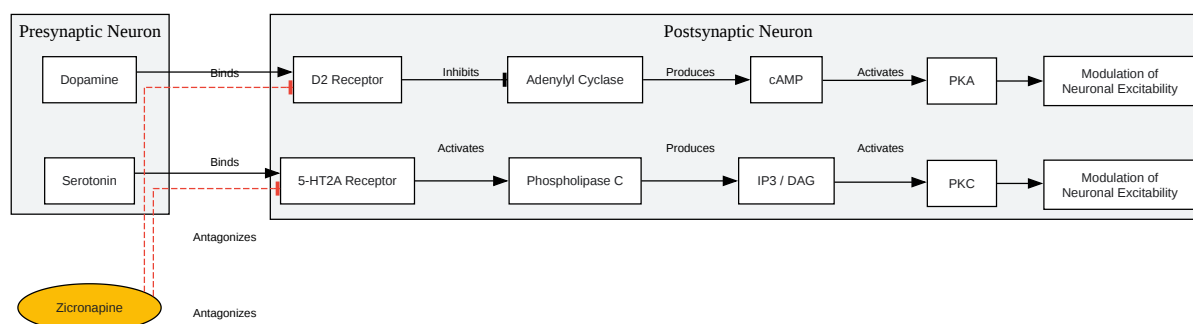 Presynaptic Neuron
Postsynaptic Neuron
Dopamine
Binds
D2 Receptor
Inhibits
Adenylyl Cyclase
Produces
cAMP
Activates
PKA
Modulation of
Neuronal Excitability
Serotonin
Binds
5-HT2A Receptor
Activates
Phospholipase C
Produces
IP3 / DAG
Activates
PKC
Modulation of
Neuronal Excitability
Antagonizes
Zicronapine
Antagonizes